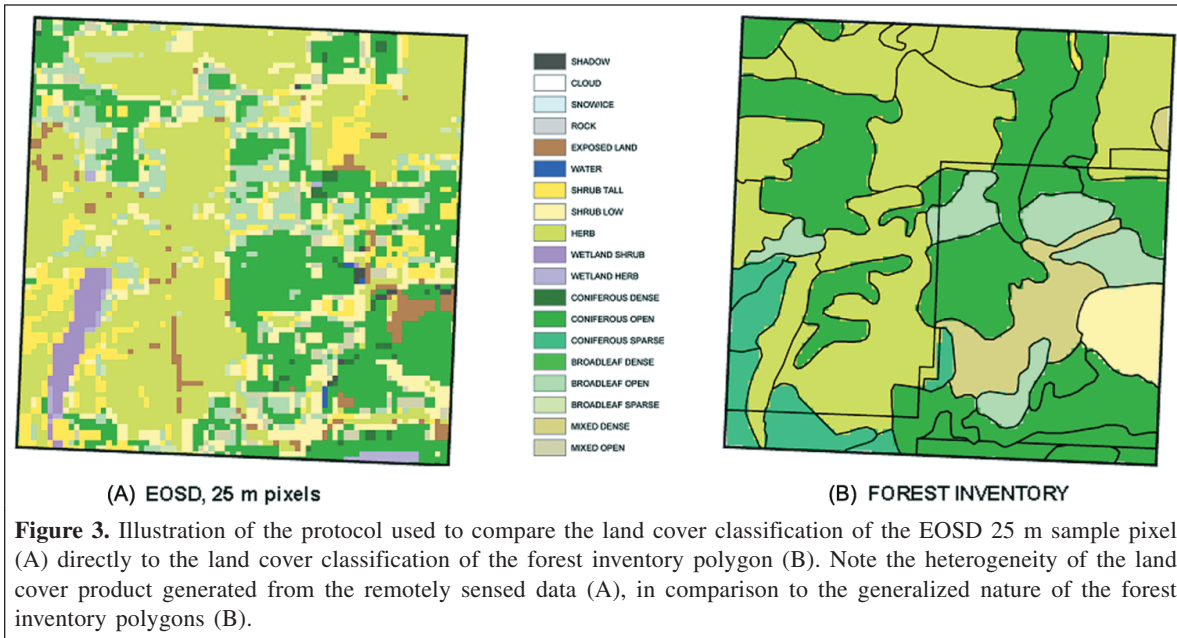 SHADOW
CLOUD
SNOWICE
ROCK
EXPOSED LAND
WATER
SHRUB TALL
SHRUB LOW
HERB
WETLAND SHRUB
WETLAND HERB
CONIFEROUS DENSE
CONIFEROUS OPEN
CONIFEROUS SPARSE
BROADLEAF DENSE
BROADLEAF OPEN
BROADLEAF SPARSE
MIXED DENSE
MIXED OPEN
(A) EOSD, 25 m pixels
(B) FOREST INVENTORY
Figure 3. Illustration of the protocol used to compare the land cover classification of the EOSD 25 m sample pixel
(A) directly to the land cover classification of the forest inventory polygon (B). Note the heterogeneity of the land
cover product generated from the remotely sensed data (A), in comparison to the generalized nature of the forest
inventory polygons (B).